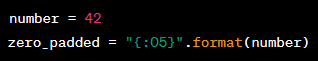 number = 42
zero_padded = "{:05}".format(number)